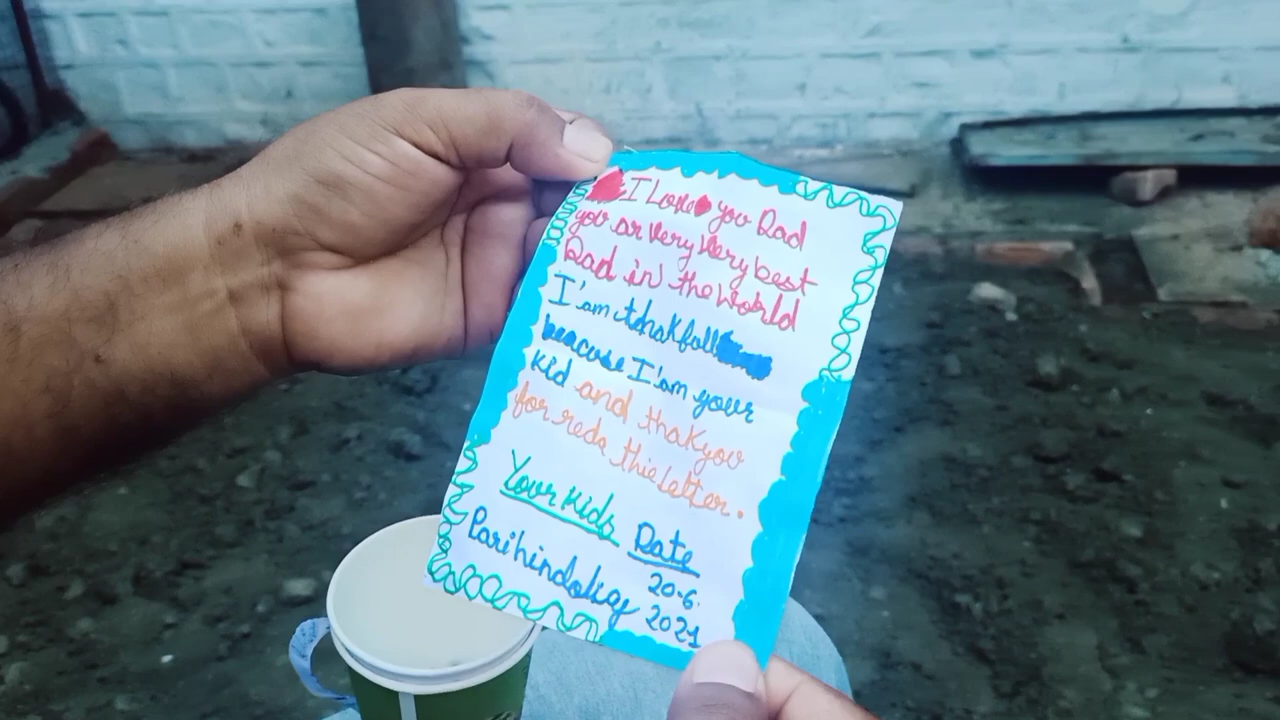 I Love you Dad
you ar very very best
Dad in the World
I'am thakfull
beacuse I'am your
Kid and thakyou
for reda thie Letter.
Your Kids Date
20-6.
2021